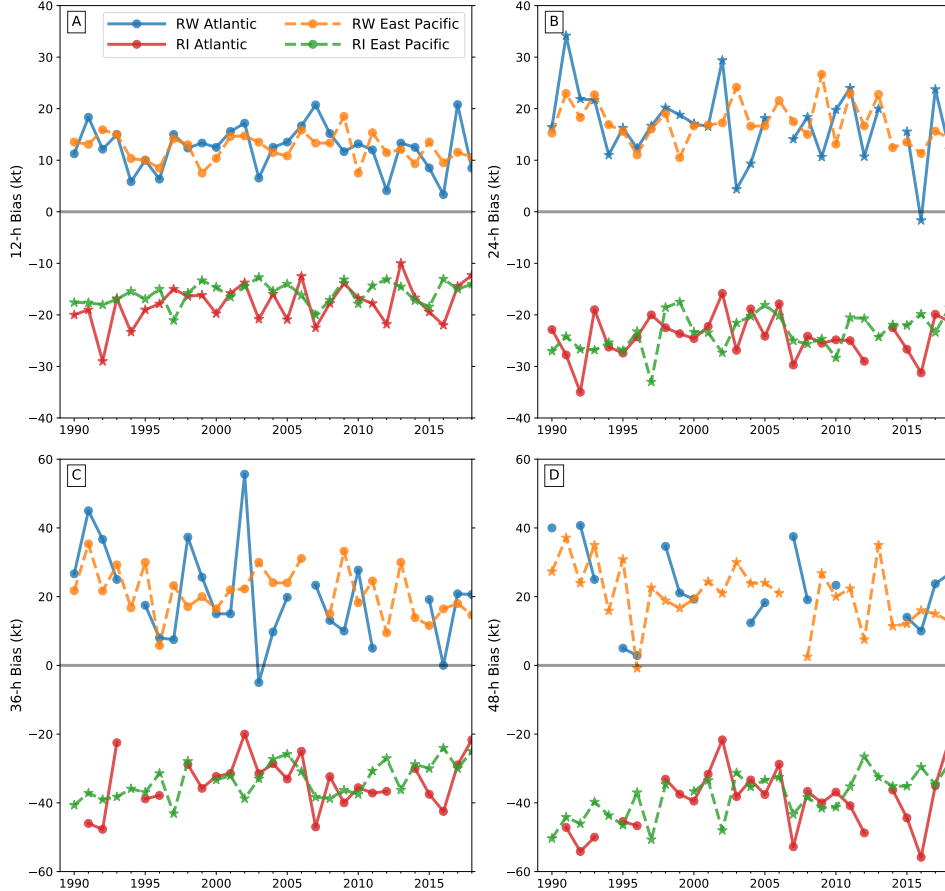 A
RW Atlantic
RW East Pacific
RI Atlantic
RI East Pacific
12-h Bias (kt)
40
30
20
10
0
−10
−20
−30
−40
1990 1995 2000 2005 2010 2015
B
24-h Bias (kt)
40
30
20
10
0
−10
−20
−30
−40
1990 1995 2000 2005 2010 2015
C
36-h Bias (kt)
60
40
20
0
−20
−40
−60
1990 1995 2000 2005 2010 2015
D
48-h Bias (kt)
60
40
20
0
−20
−40
−60
1990 1995 2000 2005 2010 2015